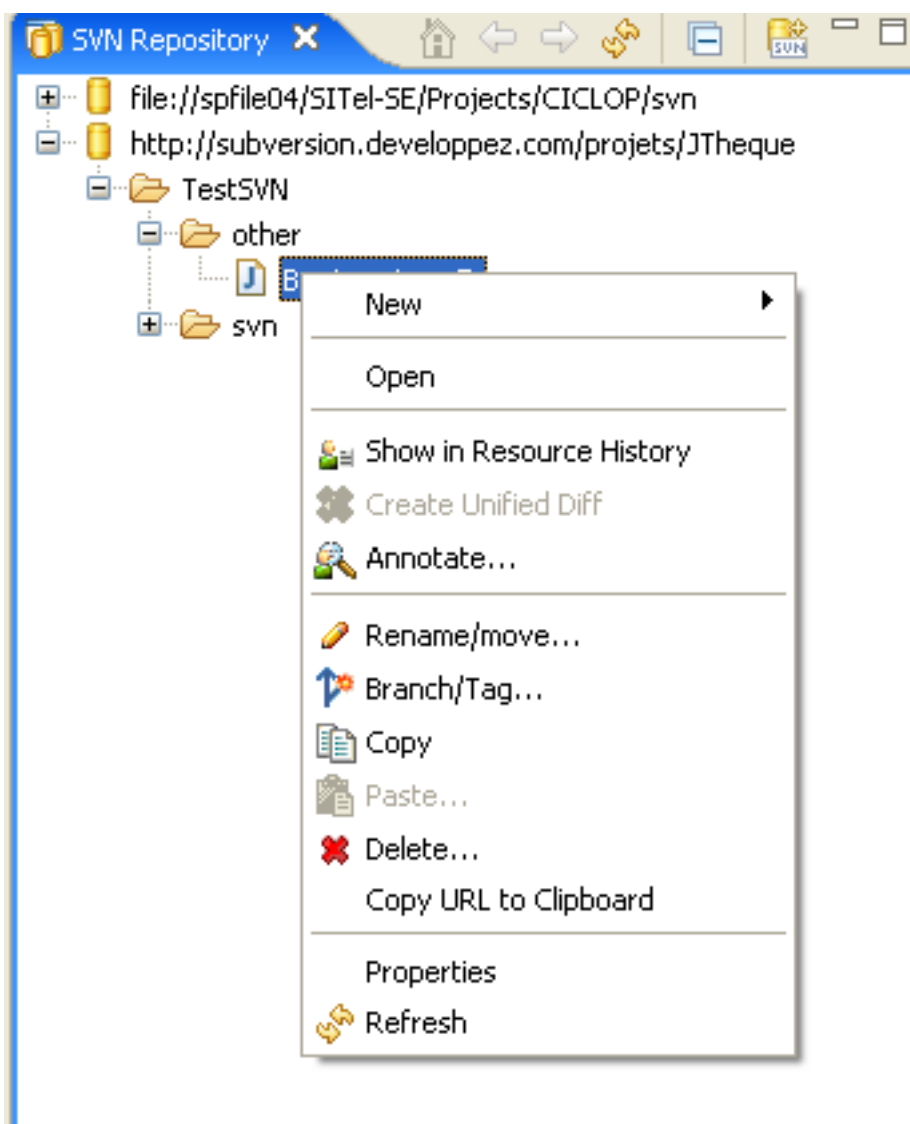 SVN Repository
SVN
file://spfile04/SITel-SE/Projects/CICLOP/svn
http://subversion.developpez.com/projets/JTheque
TestSVN
other
svn
New
Open
Show in Resource History
Create Unified Diff
Annotate...
Rename/move...
Branch/Tag...
Copy
Paste...
Delete...
Copy URL to Clipboard
Properties
Refresh